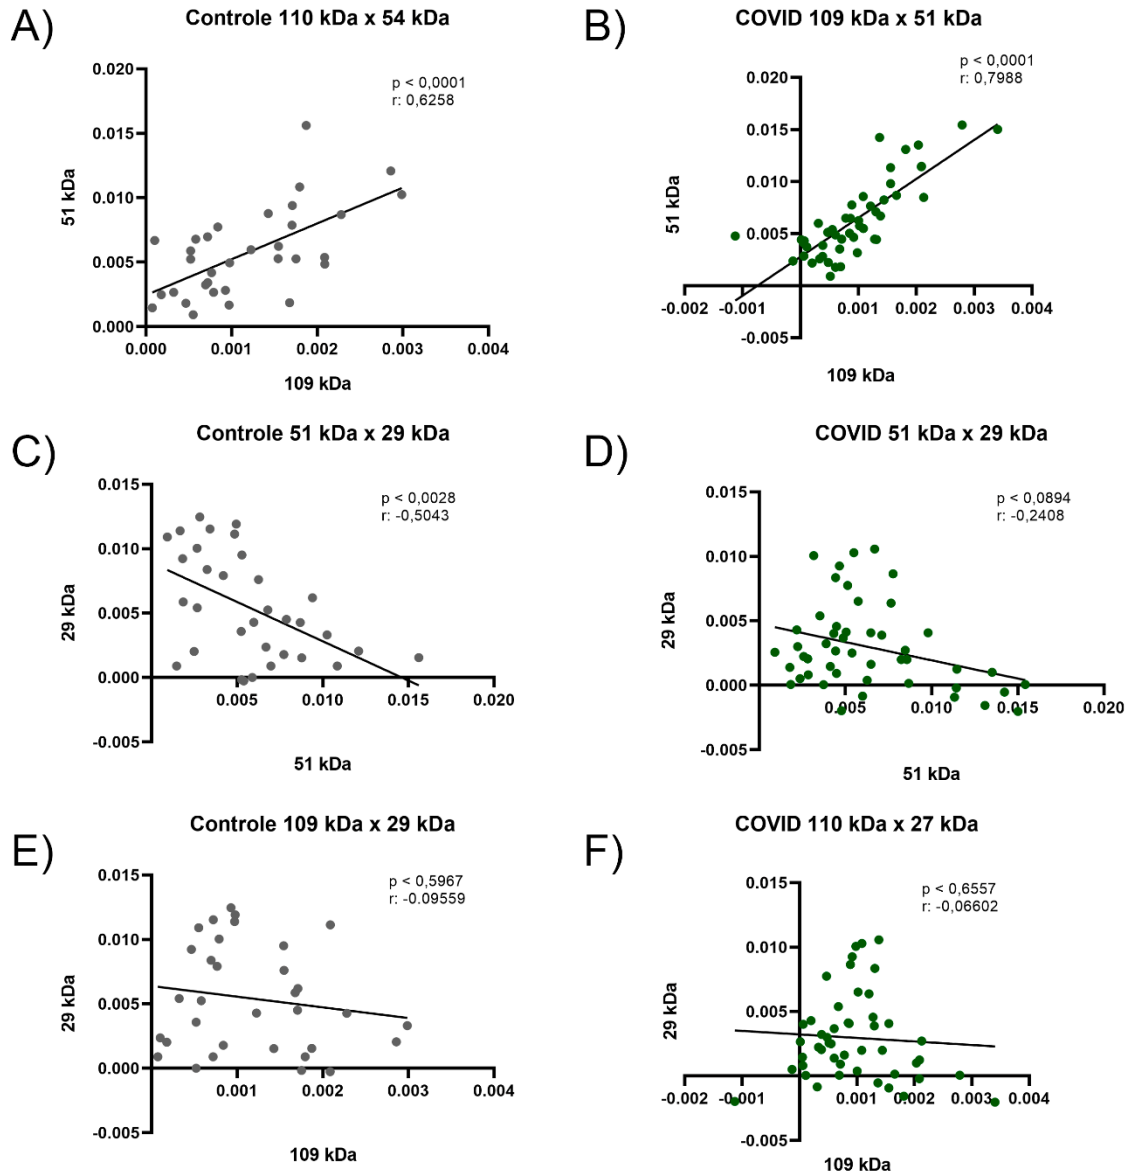 A)
Controle 110 kDa x 54 kDa
p < 0,0001
r: 0,6258
0.020
0.015
0.010
0.005
0.000
51 kDa
0.000 0.001 0.002 0.003 0.004
109 kDa
B)
COVID 109 kDa x 51 kDa
p < 0,0001
r: 0,7988
0.020
0.015
0.010
0.005
-0.005
51 kDa
-0.002 -0.001 0.001 0.002 0.003 0.004
109 kDa
C)
Controle 51 kDa x 29 kDa
p < 0,0028
r: -0,5043
0.015
0.010
0.005
0.000
-0.005
29 kDa
0.005 0.010 0.015 0.020
51 kDa
D)
COVID 51 kDa x 29 kDa
p < 0,0894
r: -0,2408
0.015
0.010
0.005
0.000
-0.005
29 kDa
0.005 0.010 0.015 0.020
51 kDa
E)
Controle 109 kDa x 29 kDa
p < 0,5967
r: -0.09559
0.015
0.010
0.005
0.000
-0.005
29 kDa
0.001 0.002 0.003 0.004
109 kDa
F)
COVID 110 kDa x 27 kDa
p < 0,6557
r: -0,06602
0.015
0.010
0.005
-0.005
29 kDa
-0.002 -0.001 0.001 0.002 0.003 0.004
109 kDa